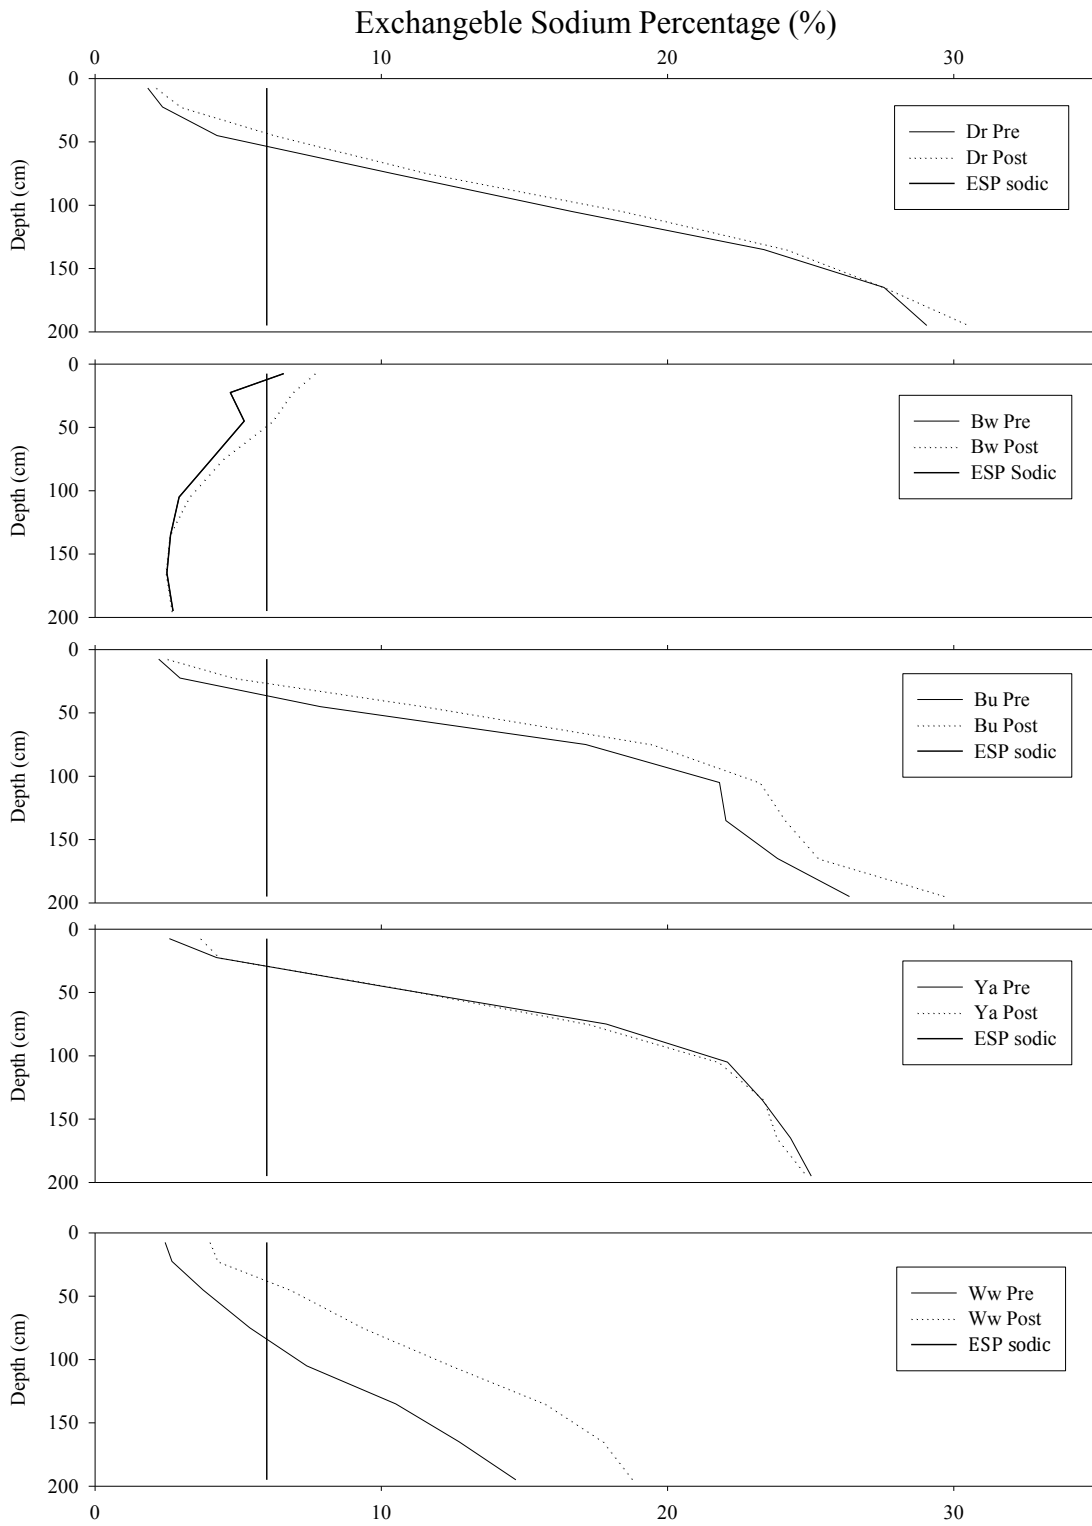 Exchangeble Sodium Percentage (%)
0 10 20 30
0
50
100
150
200
Depth (cm)
Dr Pre
Dr Post
ESP sodic
0
50
100
150
200
Depth (cm)
Bw Pre
Bw Post
ESP Sodic
0
50
100
150
200
Depth (cm)
Bu Pre
Bu Post
ESP sodic
0
50
100
150
200
Depth (cm)
Ya Pre
Ya Post
ESP sodic
0
50
100
150
200
Depth (cm)
Ww Pre
Ww Post
ESP sodic
0 10 20 30